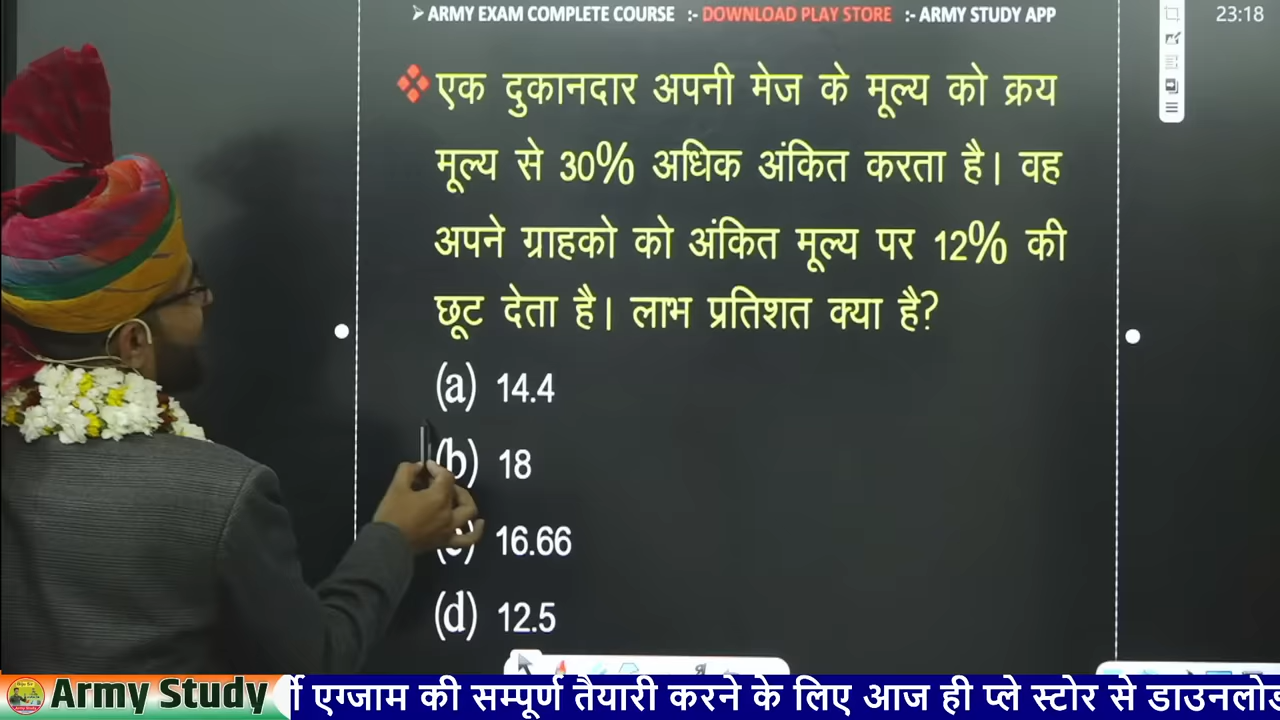 ➢ ARMY EXAM COMPLETE COURSE :- DOWNLOAD PLAY STORE :- ARMY STUDY APP
23:18
❖ एक दुकानदार अपनी मेज के मूल्य को क्रय
मूल्य से 30% अधिक अंकित करता है। वह
अपने ग्राहको को अंकित मूल्य पर 12% की
छूट देता है। लाभ प्रतिशत क्या है?
(a) 14.4
(b) 18
(c) 16.66
(d) 12.5
Army Study
एग्जाम की सम्पूर्ण तैयारी करने के लिए आज ही प्ले स्टोर से डाउनलोड